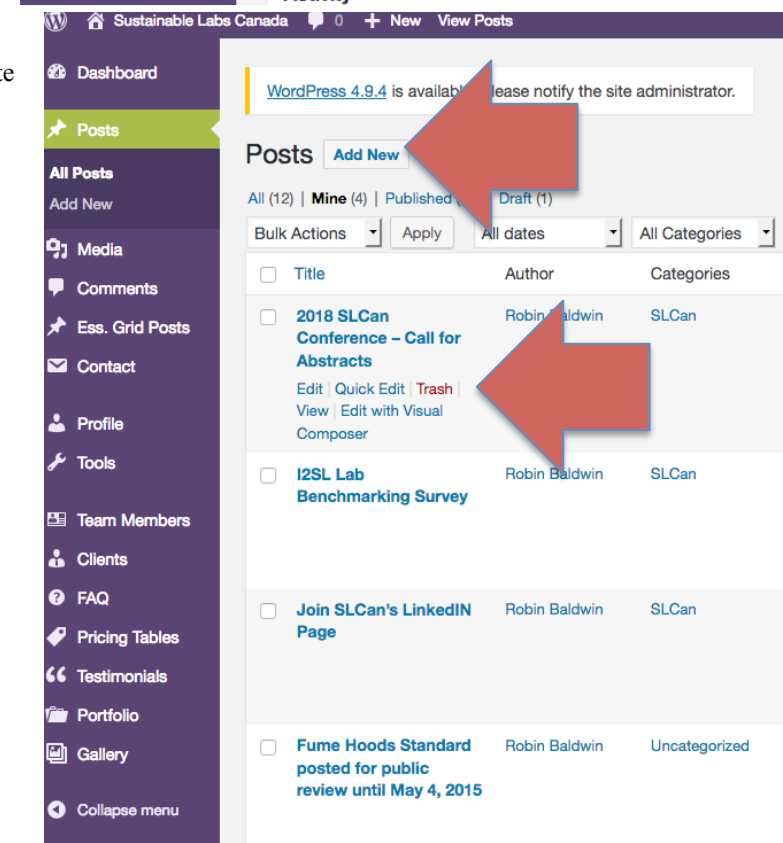 Sustainable Labs Canada 0 + New View Posts
Dashboard
WordPress 4.9.4 is available lease notify the site administrator.
Posts
Posts Add New
All Posts
Add New
All (12) | Mine (4) | Published Draft (1)
Bulk Actions Apply All dates All Categories
Media
Comments
Ess. Grid Posts
Contact
Profile
Tools
Team Members
Clients
FAQ
Pricing Tables
Testimonials
Portfolio
Gallery
Collapse menu
Title Author Categories
2018 SLCan
Conference – Call for
Abstracts
Robin Baldwin SLCan
Edit | Quick Edit | Trash |
View | Edit with Visual
Composer
I2SL Lab
Benchmarking Survey
Robin Baldwin SLCan
Join SLCan's LinkedIN
Page
Robin Baldwin SLCan
Fume Hoods Standard
posted for public
review until May 4, 2015
Robin Baldwin Uncategorized